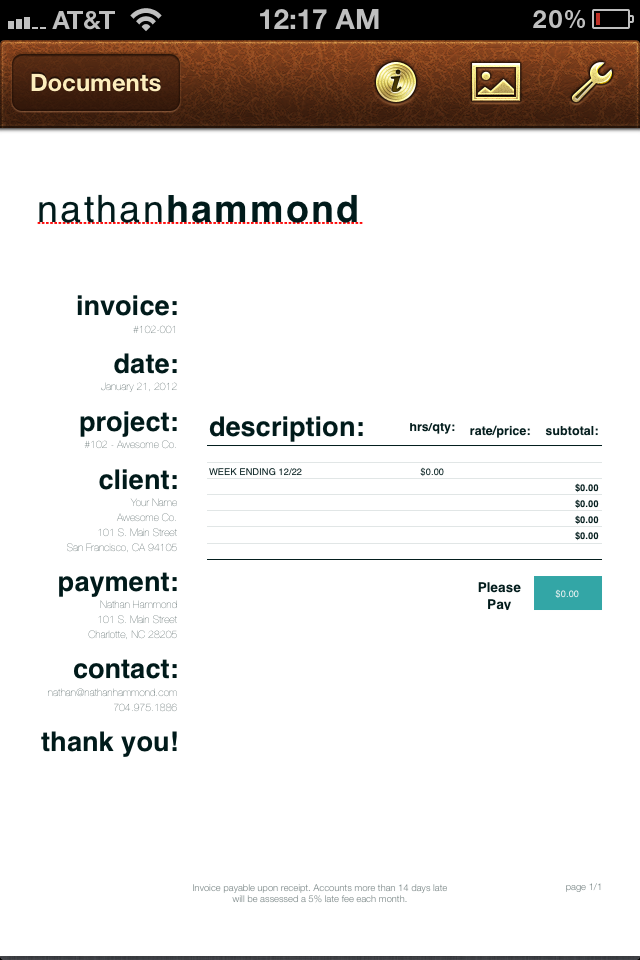 AT&T 12:17 AM 20%
Documents
nathanhammond
invoice:
#102-001
date:
January 21, 2012
project:
#102 - Awesome Co.
client:
Your Name
Awesome Co.
101 S. Main Street
San Francisco, CA 94105
payment:
Nathan Hammond
101 S. Main Street
Charlotte, NC 28205
contact:
nathan@nathanhammond.com
704.975.1886
thank you!
description: hrs/qty: rate/price: subtotal:
WEEK ENDING 12/22 $0.00
$0.00
$0.00
$0.00
$0.00
Please
Pay
$0.00
Invoice payable upon receipt. Accounts more than 14 days late
will be assessed a 5% late fee each month.
page 1/1